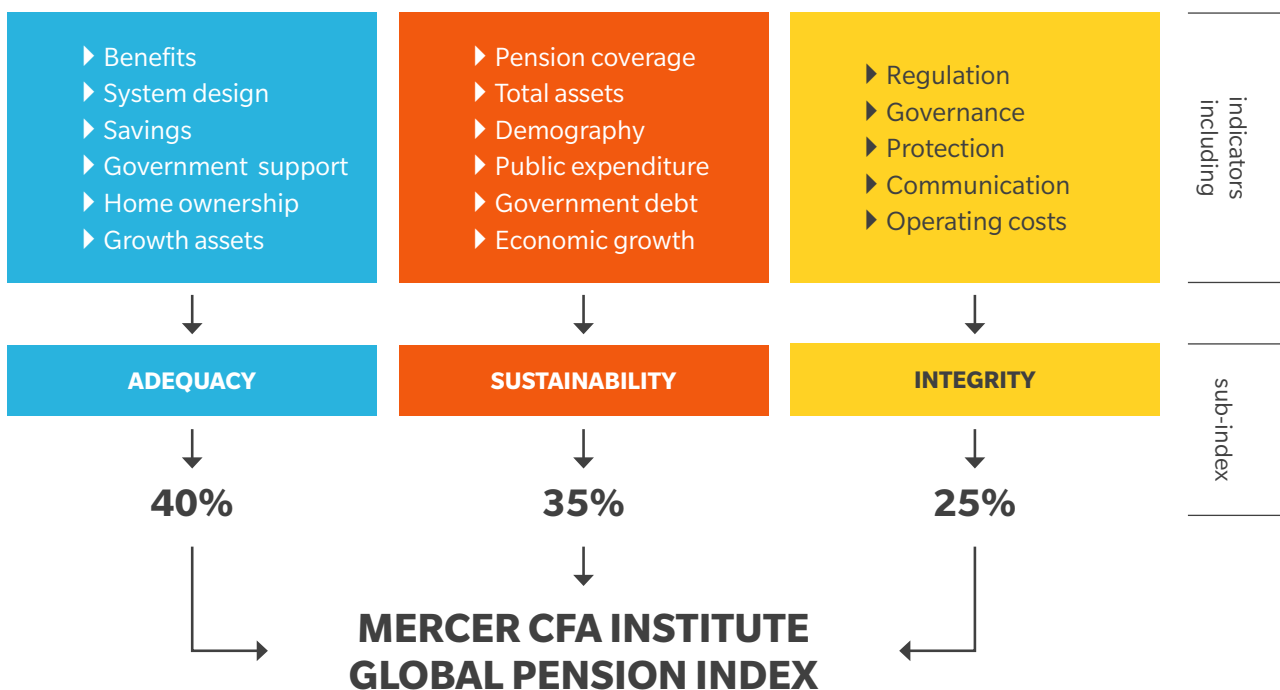 Benefits
System design
Savings
Government support
Home ownership
Growth assets
Pension coverage
Total assets
Demography
Public expenditure
Government debt
Economic growth
Regulation
Governance
Protection
Communication
Operating costs
indicators
including
ADEQUACY
SUSTAINABILITY
INTEGRITY
sub-index
40%
35%
25%
MERCER CFA INSTITUTE
GLOBAL PENSION INDEX